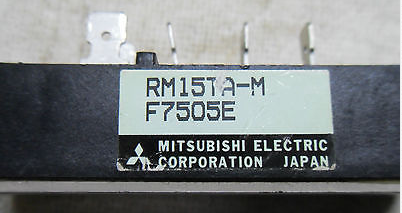 RM15TA-M
F7505E
MITSUBISHI ELECTRIC
CORPORATION JAPAN